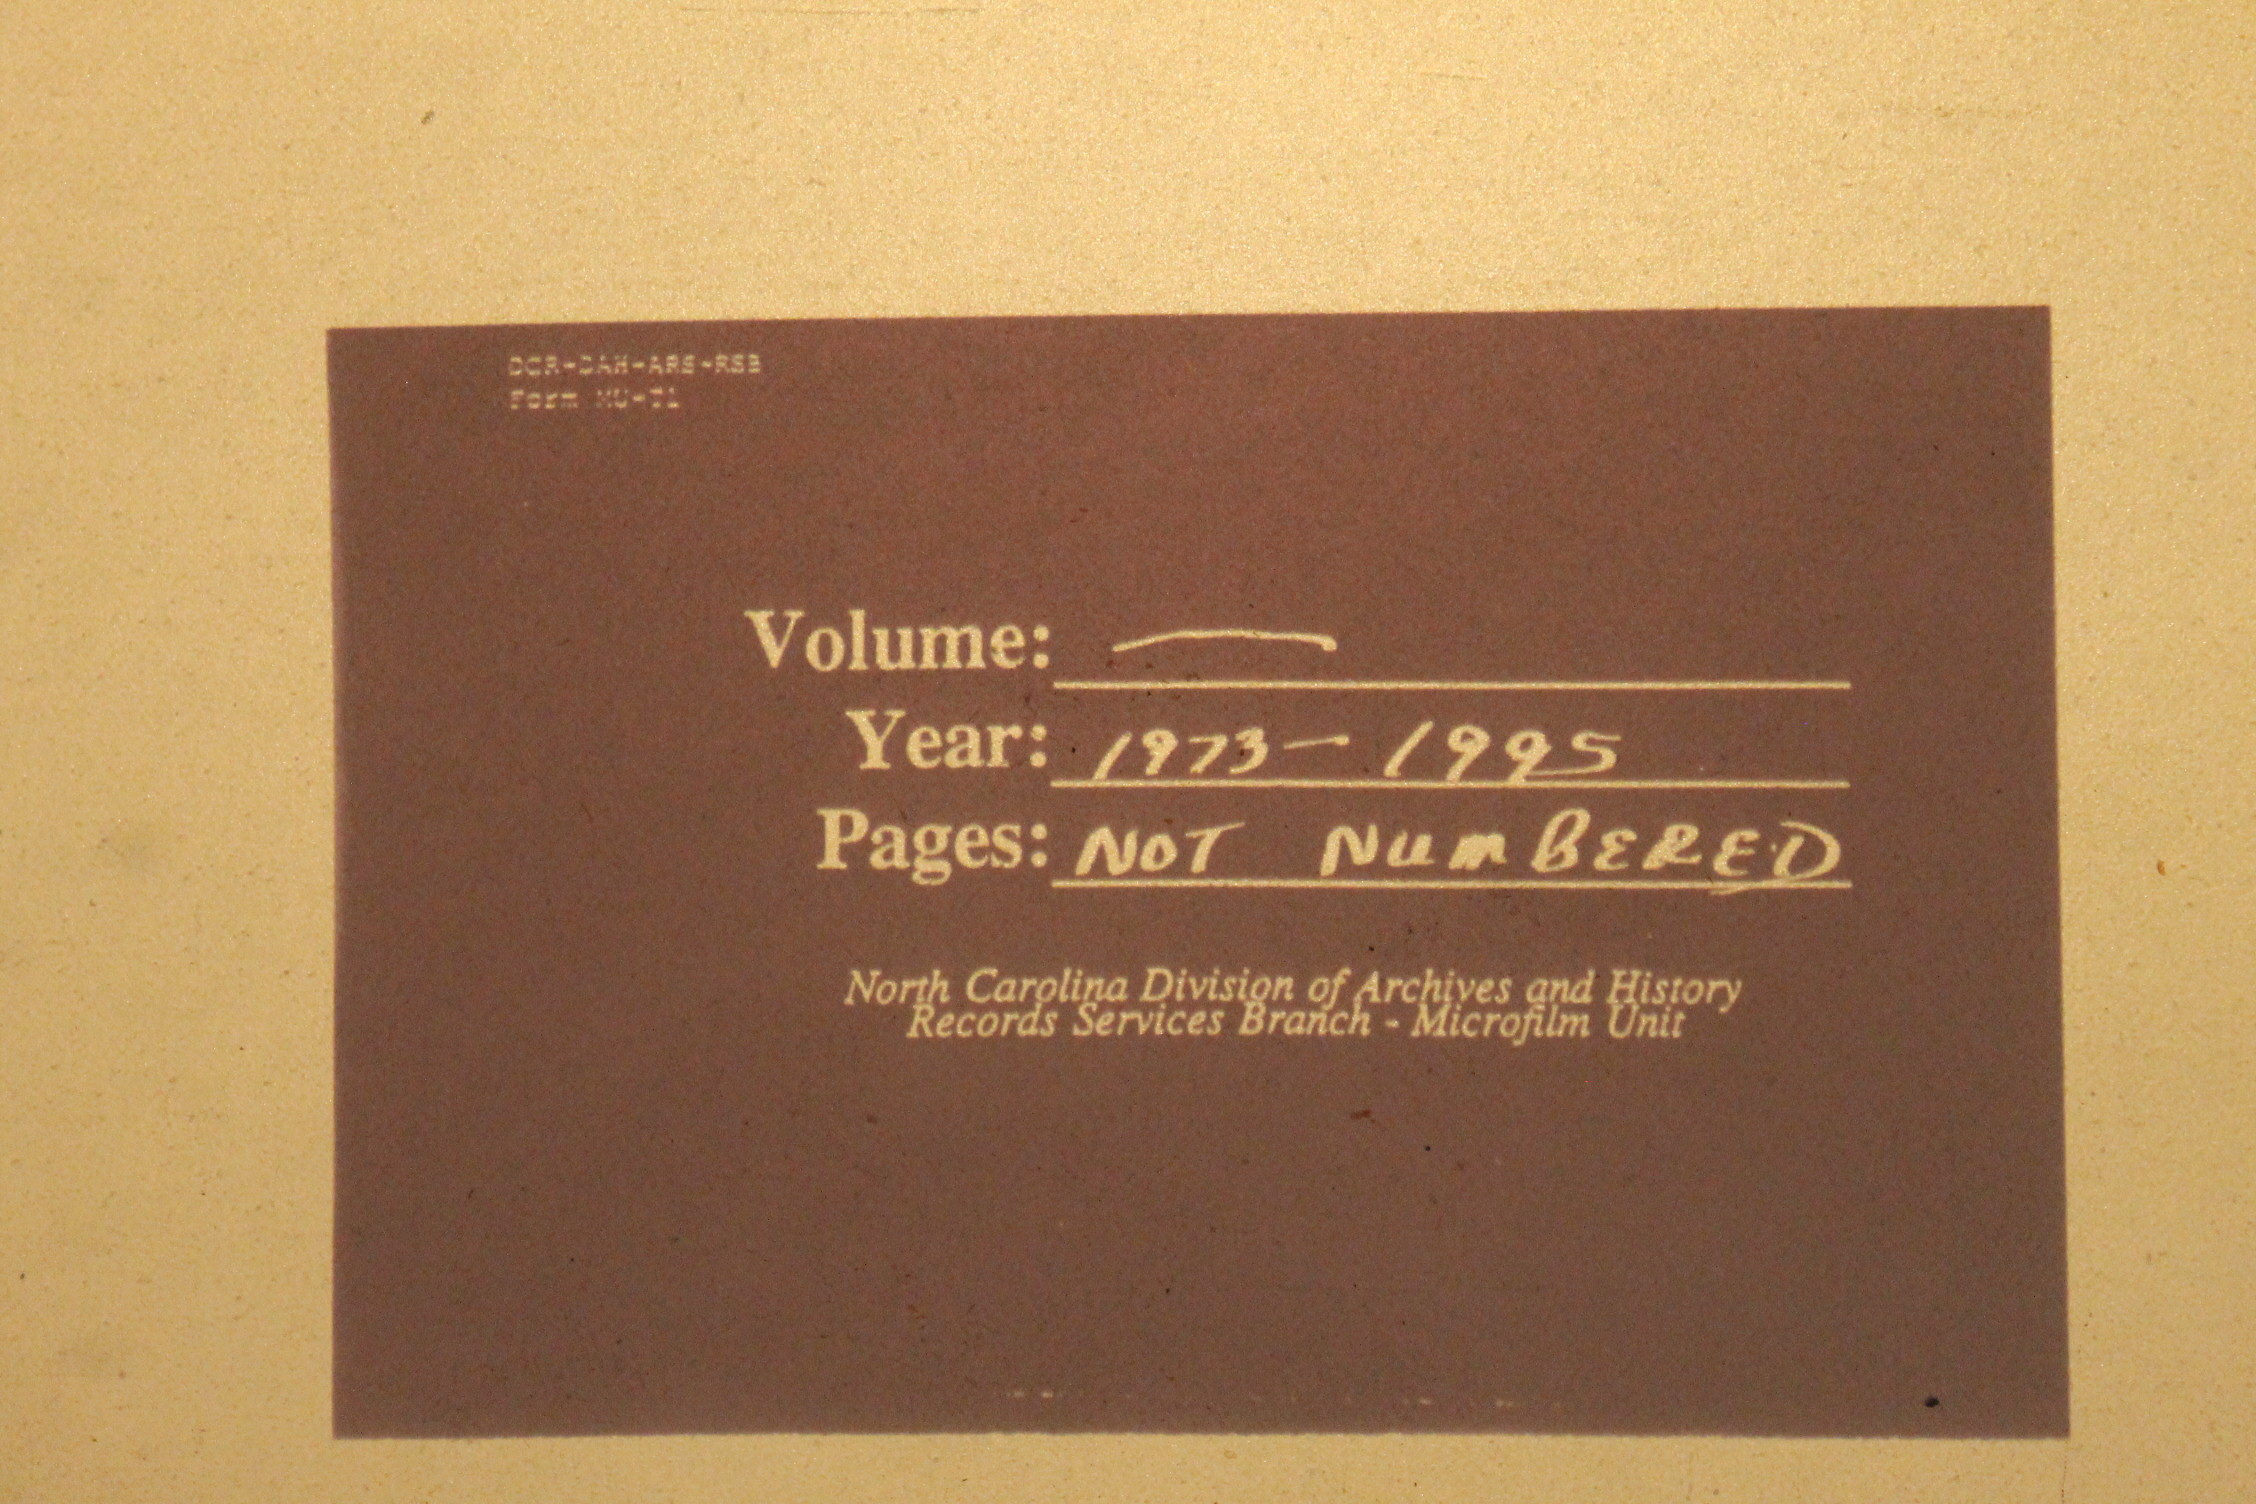 DCR-DAH-ARS-RSB
Form MU-71
Volume: —
Year: 1973 - 1995
Pages: NOT NUMBERED
North Carolina Division of Archives and History
Records Services Branch - Microfilm Unit